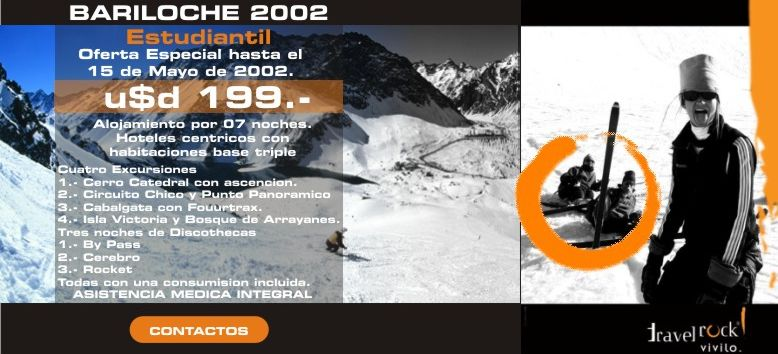 BARILOCHE 2002
Estudiantil
Oferta Especial hasta el
15 de Mayo de 2002.
u$d 199.-
Alojamiento por 07 noches.
Hoteles centricos con
habitaciones base triple
Cuatro Excursiones
1.- Cerro Catedral con ascencion.
2.- Circuito Chico y Punto Panoramico
3.- Cabalgata con Fouurtrax.
4.- Isla Victoria y Bosque de Arrayanes.
Tres noches de Discothecas
1.- By Pass
2.- Cerebro
3.- Rocket
Todas con una consumision incluida.
ASISTENCIA MEDICA INTEGRAL
CONTACTOS
travel rock!
vivilo.